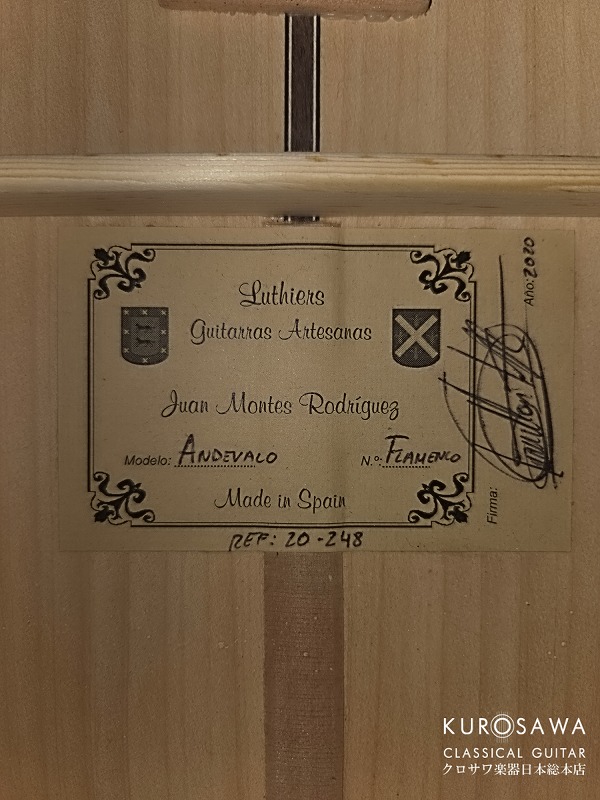 Luthiers
Guitarras Artesanas
Juan Montes Rodríguez
Modelo: ANDEVALO N.º: FLAMENCO
Made in Spain
REF: 20-248
Firma:
Año: 2020
KUROSAWA
CLASSICAL GUITAR
クロサワ楽器日本総本店